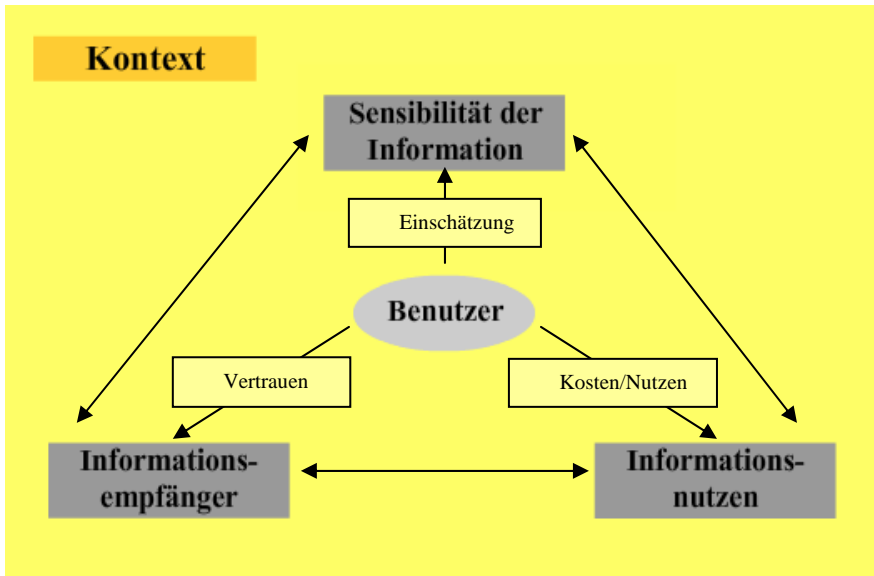 Kontext
Sensibilität der
Information
Einschätzung
Benutzer
Vertrauen
Kosten/Nutzen
Informations-
empfänger
Informations-
nutzen